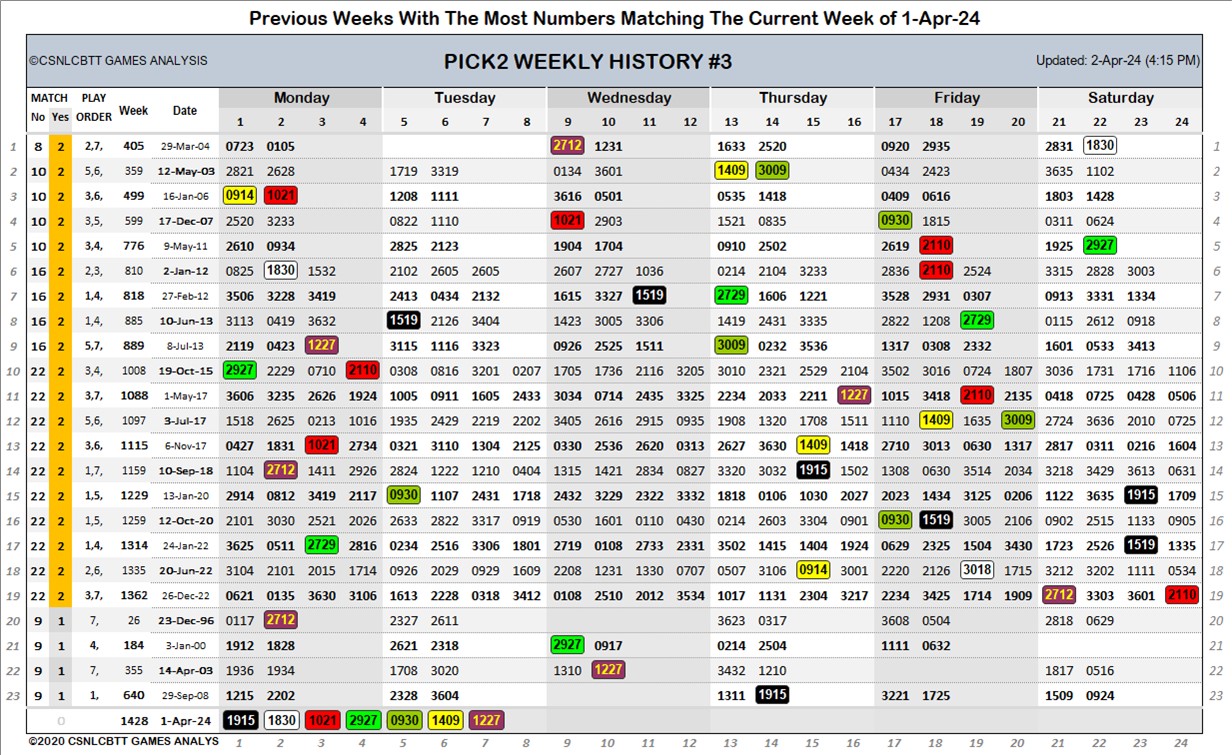 Previous Weeks With The Most Numbers Matching The Current Week of 1-Apr-24
©CSNLCBTT GAMES ANALYSIS PICK2 WEEKLY HISTORY #3 Updated: 2-Apr-24 (4:15 PM)
MATCH PLAY Week Date Monday Tuesday Wednesday Thursday Friday Saturday
No Yes ORDER 1 2 3 4 5 6 7 8 9 10 11 12 13 14 15 16 17 18 19 20 21 22 23 24
1 8 2 2,7, 405 29-Mar-04 0723 0105 2712 1231 1633 2520 0920 2935 2831 1830 1
2 10 2 5,6, 359 12-May-03 2821 2628 1719 3319 0134 3601 1409 3009 0434 2423 3635 1102 2
3 10 2 3,6, 499 16-Jan-06 0914 1021 1208 1111 3616 0501 0535 1418 0409 0616 1803 1428 3
4 10 2 3,5, 599 17-Dec-07 2520 3233 0822 1110 1021 2903 1521 0835 0930 1815 0311 0624 4
5 10 2 3,4, 776 9-May-11 2610 0934 2825 2123 1904 1704 0910 2502 2619 2110 1925 2927 5
6 16 2 2,3, 810 2-Jan-12 0825 1830 1532 2102 2605 2605 2607 2727 1036 0214 2104 3233 2836 2110 2524 3315 2828 3003 6
7 16 2 1,4, 818 27-Feb-12 3506 3228 3419 2413 0434 2132 1615 3327 1519 2729 1606 1221 3528 2931 0307 0913 3331 1334 7
8 16 2 1,4, 885 10-Jun-13 3113 0419 3632 1519 2126 3404 1423 3005 3306 1419 2431 3335 2822 1208 2729 0115 2612 0918 8
9 16 2 5,7, 889 8-Jul-13 2119 0423 1227 3115 1116 3323 0926 2533 1511 3009 0232 3536 1317 0308 2332 1601 0533 3413 9
10 22 2 3,4, 1008 19-Oct-15 2927 2229 0710 2110 0308 0816 3201 0207 1705 1736 2116 3205 3010 2321 2529 2104 3502 3016 0724 1807 3036 1731 1716 1106 10
11 22 2 3,7, 1088 1-May-17 3606 3235 2626 1924 1005 0911 1605 2433 3034 0714 2435 3325 2234 2033 2211 1227 1015 3418 2110 2135 0418 0725 0428 0506 11
12 22 2 5,6, 1097 3-Jul-17 1518 2625 0213 1016 1935 2429 2219 2202 3405 2616 2915 0935 1908 1320 1708 1511 1110 1409 1635 3009 2724 3636 2010 0725 12
13 22 2 3,6, 1115 6-Nov-17 0427 1831 1021 2734 0321 3110 1304 2125 0330 2536 2620 0313 2627 3630 1409 1418 2710 3013 0630 1317 2817 0311 0216 1604 13
14 22 2 1,7, 1159 10-Sep-18 1104 2712 1411 2926 2824 1222 1210 0404 1315 1421 2834 0827 3320 3032 1915 1502 1308 0630 3514 2034 3218 3429 3613 0631 14
15 22 2 1,5, 1229 13-Jan-20 2914 0812 3419 2117 0930 1107 2431 1718 2432 3229 2322 3332 1818 0106 1030 2027 2023 1434 3125 0206 1122 3635 1915 1709 15
16 22 2 1,5, 1259 12-Oct-20 2101 3030 2521 2026 2633 2822 3317 0919 0530 1601 0110 0430 0214 2603 3304 0901 0930 1519 3005 2106 0902 2515 1133 0905 16
17 22 2 1,4, 1314 24-Jan-22 3625 0511 2729 2816 0234 2516 3306 1801 2714 0108 2733 2331 3502 1415 1404 1924 0629 2325 1504 3430 1723 2526 1519 1335 17
18 22 2 2,6, 1335 20-Jun-22 3104 2101 2015 1714 0926 0920 0929 1609 2208 1231 1330 0707 0507 3106 0914 3001 2220 2126 3018 1715 3212 3202 1111 0534 18
19 22 2 3,7, 1362 26-Dec-22 0621 0135 3630 3106 1613 2228 0318 3412 0108 2510 2012 3534 1017 1131 2304 3217 2234 3425 1714 1909 2712 3303 3601 2110 19
20 9 1 7, 26 23-Dec-96 0117 2712 2327 2611 3623 0317 3608 0504 2818 0629 20
21 9 1 4, 184 3-Jan-00 1912 1828 2621 2318 2927 0917 0214 2504 1111 0632 21
22 9 1 7, 355 14-Apr-03 1936 1934 1708 3020 1310 1227 3432 1210 1817 0516 22
23 9 1 1, 640 29-Sep-08 1215 2202 2328 3604 1311 1915 3221 1725 1509 0924 23
0 1428 1-Apr-24 1915 1830 1021 2927 0930 1409 1227
©2020 CSNLCBTT GAMES ANALYS 1 2 3 4 5 6 7 8 9 10 11 12 13 14 15 16 17 18 19 20 21 22 23 24